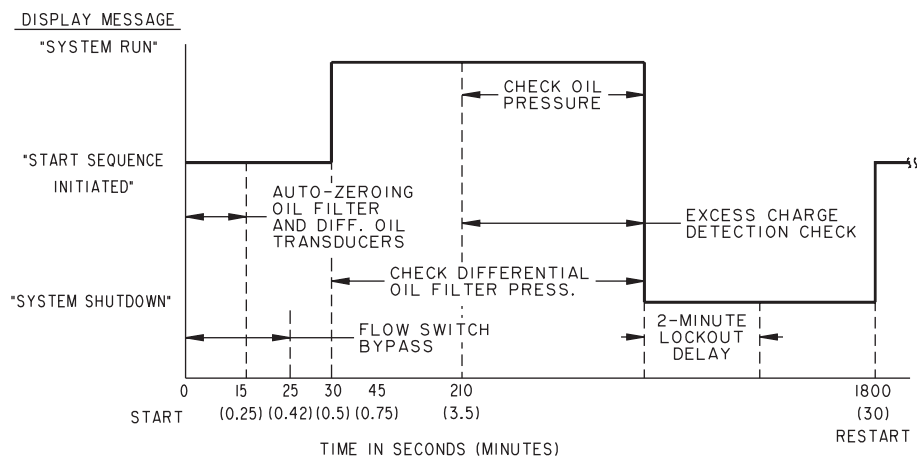 DISPLAY MESSAGE
"SYSTEM RUN"
CHECK OIL
PRESSURE
"START SEQUENCE
INITIATED"
AUTO-ZEROING
OIL FILTER
AND DIFF. OIL
TRANSDUCERS
EXCESS CHARGE
DETECTION CHECK
CHECK DIFFERENTIAL
OIL FILTER PRESS.
"SYSTEM SHUTDOWN"
FLOW SWITCH
BYPASS
2-MINUTE
LOCKOUT
DELAY
0 15 25 30 45 210 1800
START (0.25) (0.42) (0.5) (0.75) (3.5) (30)
RESTART
TIME IN SECONDS (MINUTES)